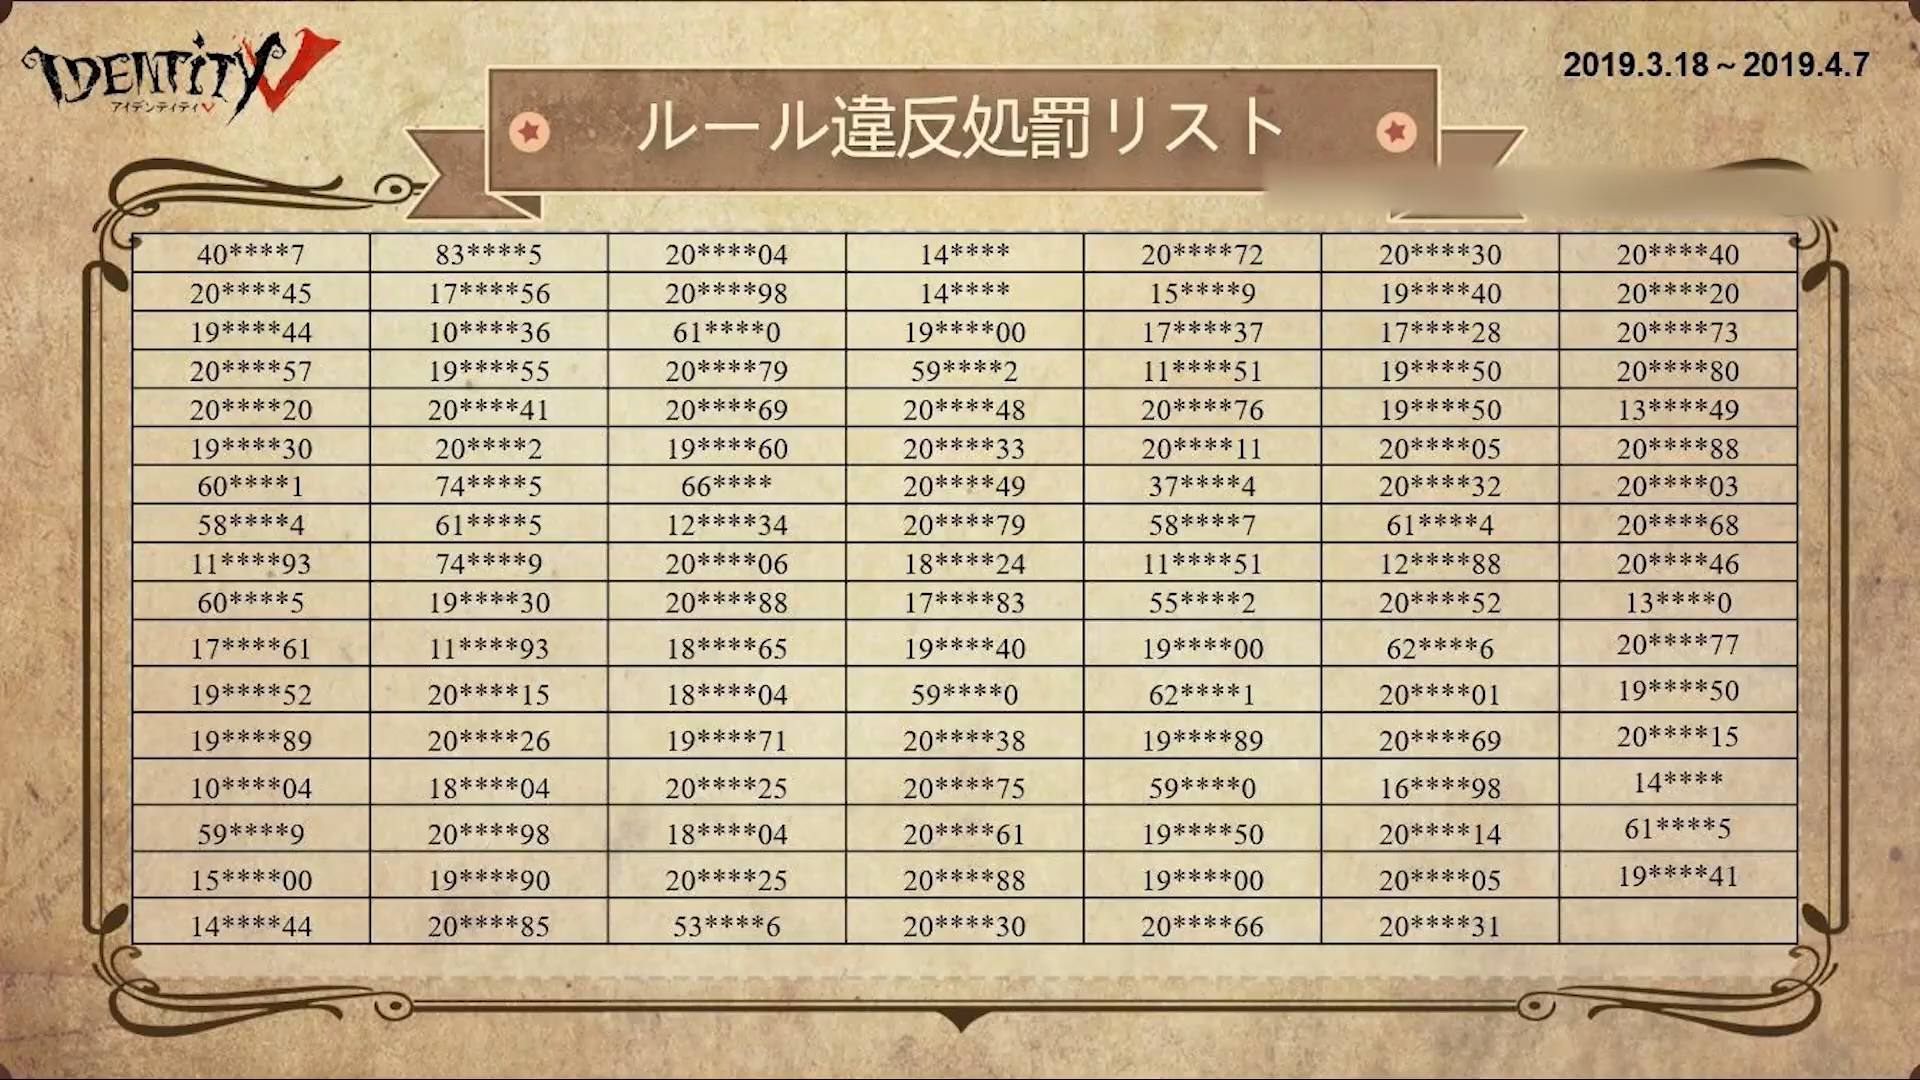 IDENTITY V
アイデンティティV
2019.3.18～2019.4.7
ルール違反処罰リスト
40****7 83****5 20****04 14**** 20****72 20****30 20****40
20****45 17****56 20****98 14**** 15****9 19****40 20****20
19****44 10****36 61****0 19****00 17****37 17****28 20****73
20****57 19****55 20****79 59****2 11****51 19****50 20****80
20****20 20****41 20****69 20****48 20****76 19****50 13****49
19****30 20****2 19****60 20****33 20****11 20****05 20****88
60****1 74****5 66**** 20****49 37****4 20****32 20****03
58****4 61****5 12****34 20****79 58****7 61****4 20****68
11****93 74****9 20****06 18****24 11****51 12****88 20****46
60****5 19****30 20****88 17****83 55****2 20****52 13****0
17****61 11****93 18****65 19****40 19****00 62****6 20****77
19****52 20****15 18****04 59****0 62****1 20****01 19****50
19****89 20****26 19****71 20****38 19****89 20****69 20****15
10****04 18****04 20****25 20****75 59****0 16****98 14****
59****9 20****98 18****04 20****61 19****50 20****14 61****5
15****00 19****90 20****25 20****88 19****00 20****05 19****41
14****44 20****85 53****6 20****30 20****66 20****31